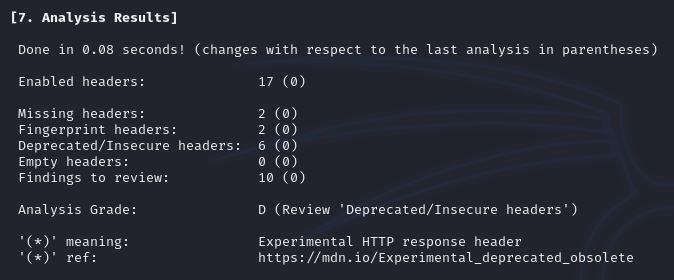 [7. Analysis Results]
Done in 0.08 seconds! (changes with respect to the last analysis in parentheses)
Enabled headers: 17 (0)
Missing headers: 2 (0)
Fingerprint headers: 2 (0)
Deprecated/Insecure headers: 6 (0)
Empty headers: 0 (0)
Findings to review: 10 (0)
Analysis Grade: D (Review 'Deprecated/Insecure headers')
'(*)' meaning: Experimental HTTP response header
'(*)' ref: https://mdn.io/Experimental_deprecated_obsolete